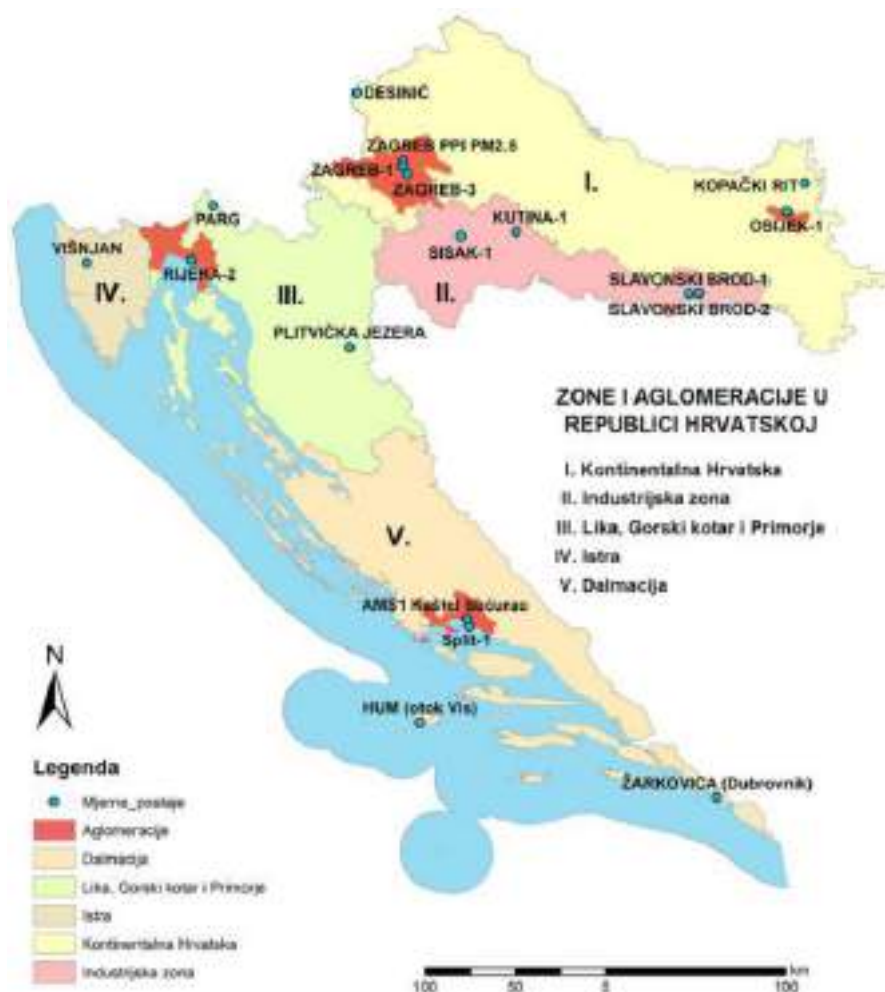 DESINIĆ
ZAGREB PPI PM2.5
ZAGREB-1
ZAGREB-3
I.
KOPAČKI RIT
OSIJEK-1
PARG
KUTINA-1
VIŠNJAN
SISAK-1
RIJEKA-2
SLAVONSKI BROD-1
IV.
III.
II.
SLAVONSKI BROD-2
PLITVIČKA JEZERA
ZONE I AGLOMERACIJE U
REPUBLICI HRVATSKOJ
I. Kontinentalna Hrvatska
II. Industrijska zona
III. Lika, Gorski kotar i Primorje
IV. Istra
V. Dalmacija
V.
AMS1 Kaštel Sućurac
Split-1
N
HUM (otok Vis)
ŽARKOVICA (Dubrovnik)
Legenda
Mjerne_postaje
Aglomeracije
Dalmacija
Lika, Gorski kotar i Primorje
Istra
Kontinentalna Hrvatska
Industrijska zona
km
100 50 0 100